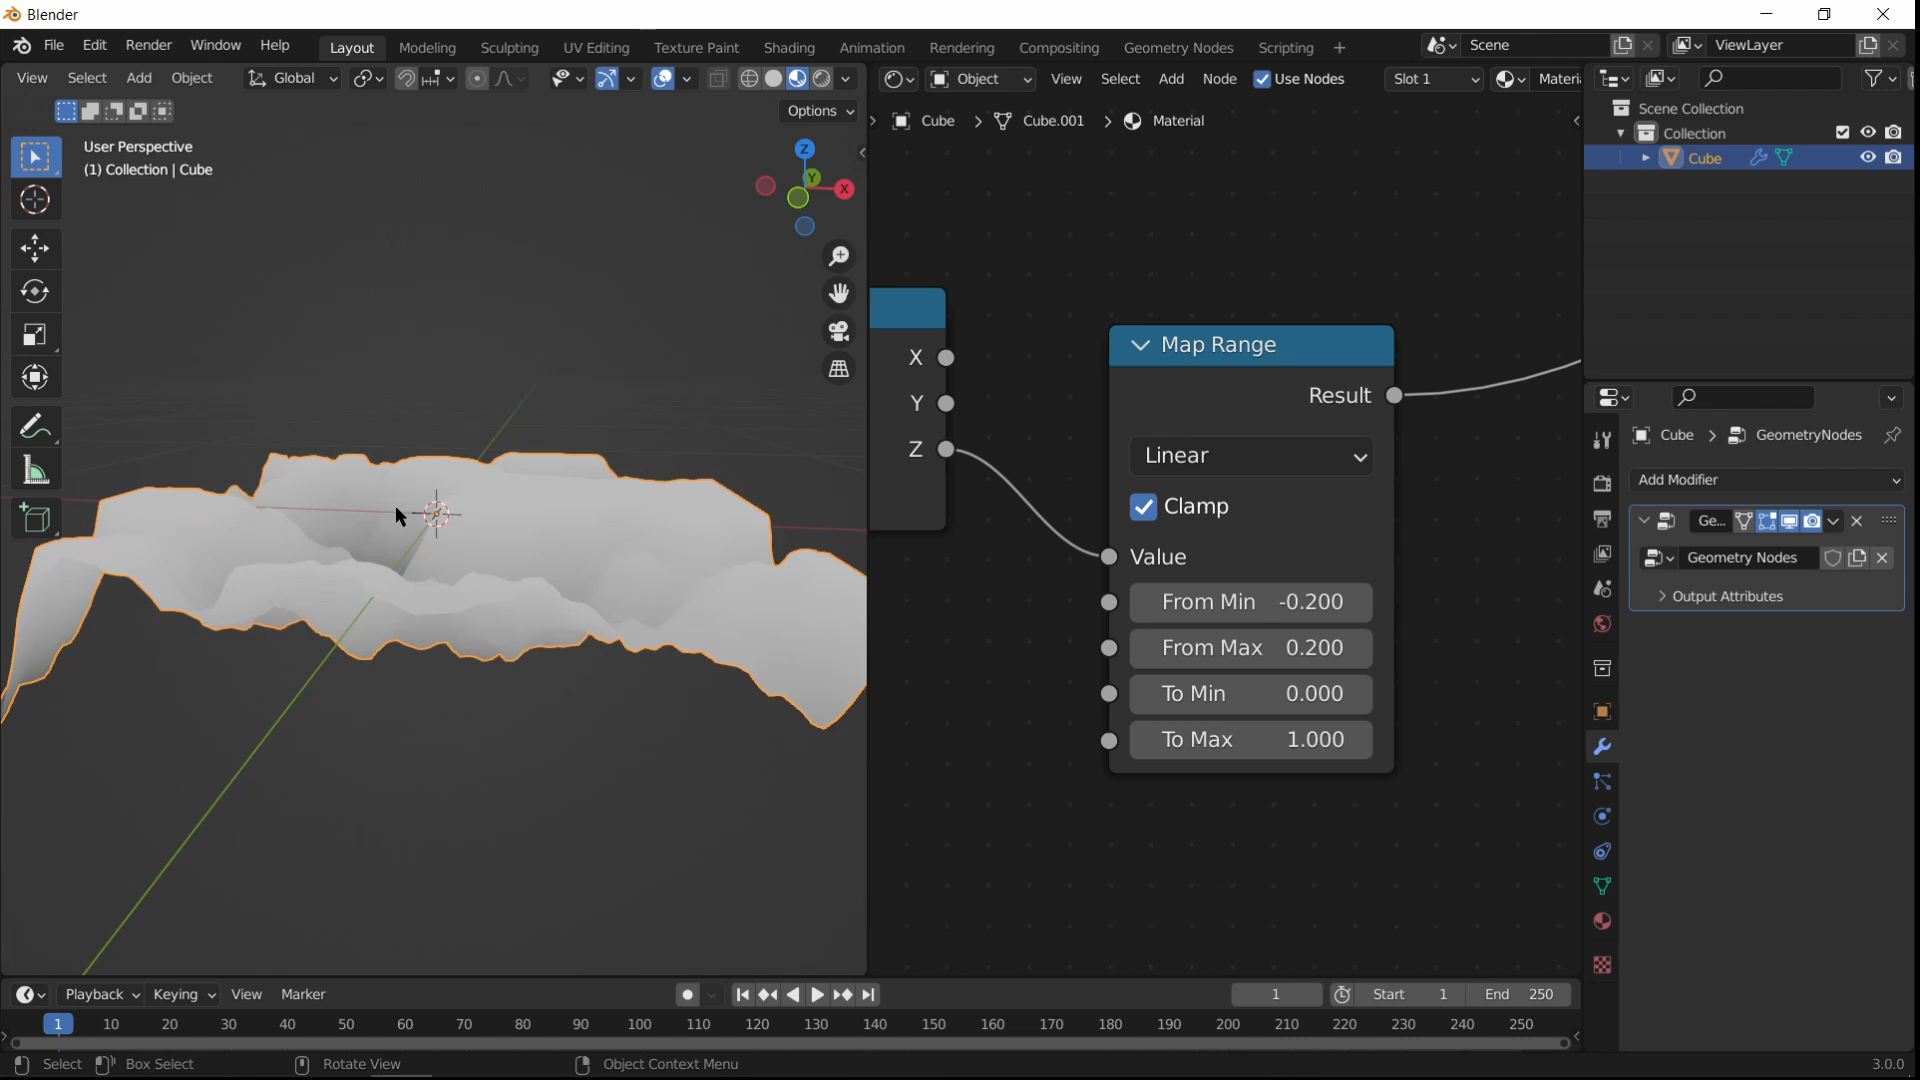 Blender
File Edit Render Window Help
Layout Modeling Sculpting UV Editing Texture Paint Shading Animation Rendering Compositing Geometry Nodes Scripting +
Scene
ViewLayer
View Select Add Object
Global
Object
View Select Add Node
Use Nodes
Slot 1
Options
User Perspective
(1) Collection | Cube
Z
Y
X
Cube > Cube.001 > Material
Scene Collection
Collection
Cube
X
Y
Z
Map Range
Result
Linear
Clamp
Value
From Min -0.200
From Max 0.200
To Min 0.000
To Max 1.000
Cube > GeometryNodes
Add Modifier
Ge...
Geometry Nodes
Output Attributes
Playback Keying View Marker
1
Start 1
End 250
1 10 20 30 40 50 60 70 80 90 100 110 120 130 140 150 160 170 180 190 200 210 220 230 240 250
Select
Box Select
Rotate View
Object Context Menu
3.0.0